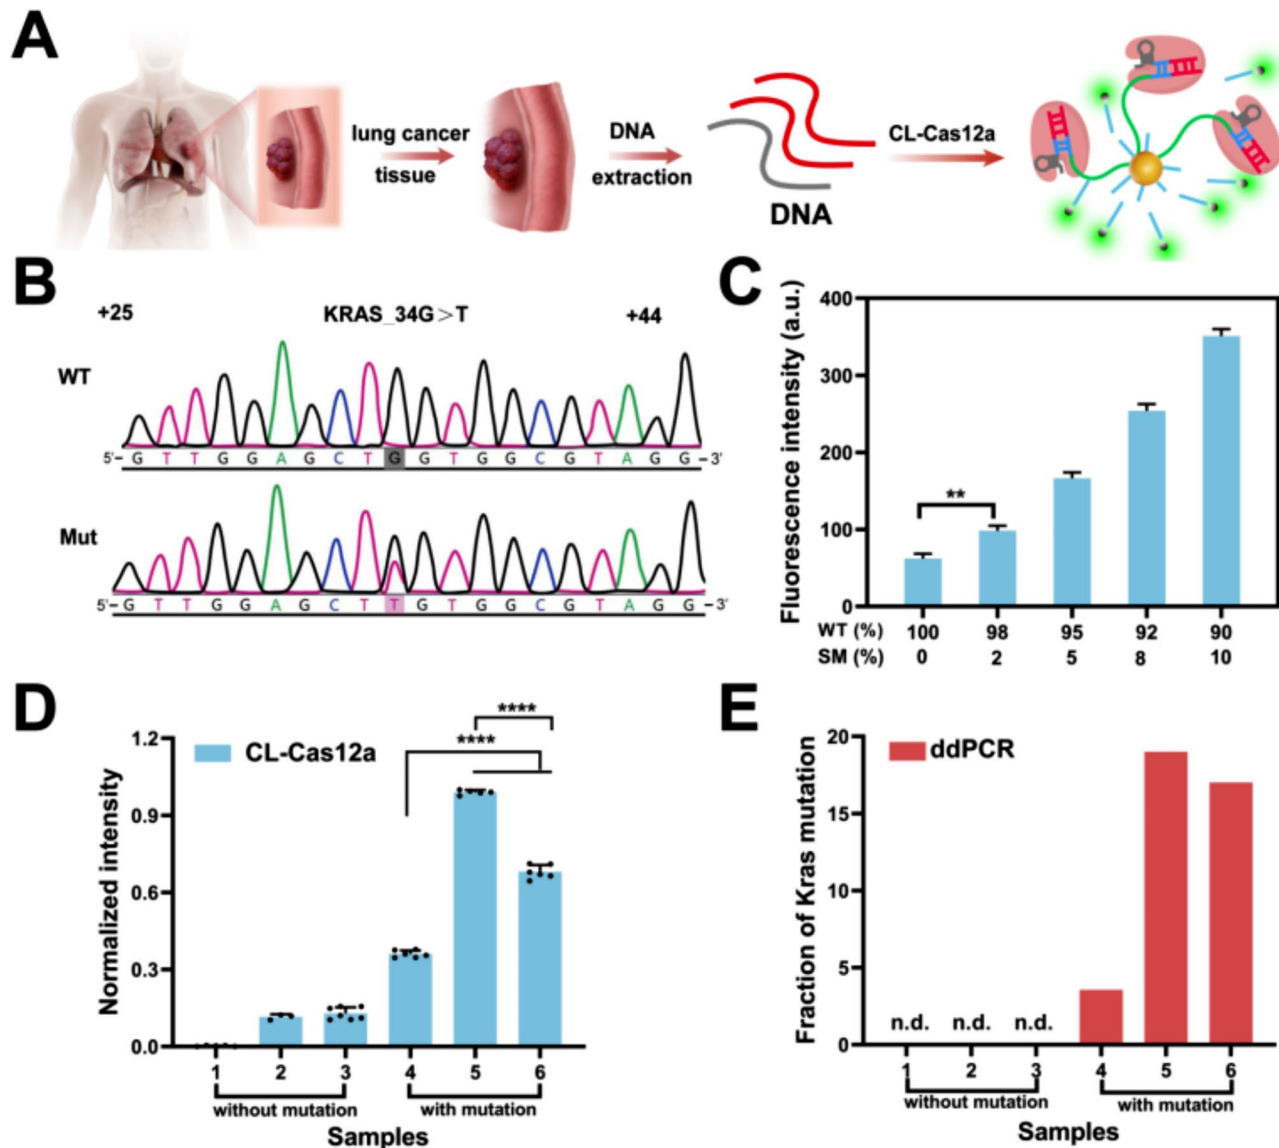 A
lung cancer
tissue
DNA
extraction
DNA
CL-Cas12a
B
+25
KRAS_34G>T
+44
WT
5'- G T T G G A G C T G G T G G C G T A G G -3'
Mut
5'- G T T G G A G C T T G T G G C G T A G G -3'
C
Fluorescence intensity (a.u.)
400
300
200
100
0
**
WT (%) 100 98 95 92 90
SM (%) 0 2 5 8 10
D
Normalized intensity
1.2
0.9
0.6
0.3
0.0
CL-Cas12a
****
****
1 2 3 4 5 6
without mutation with mutation
Samples
E
Fraction of Kras mutation
20
15
10
5
0
ddPCR
n.d. n.d. n.d.
1 2 3 4 5 6
without mutation with mutation
Samples